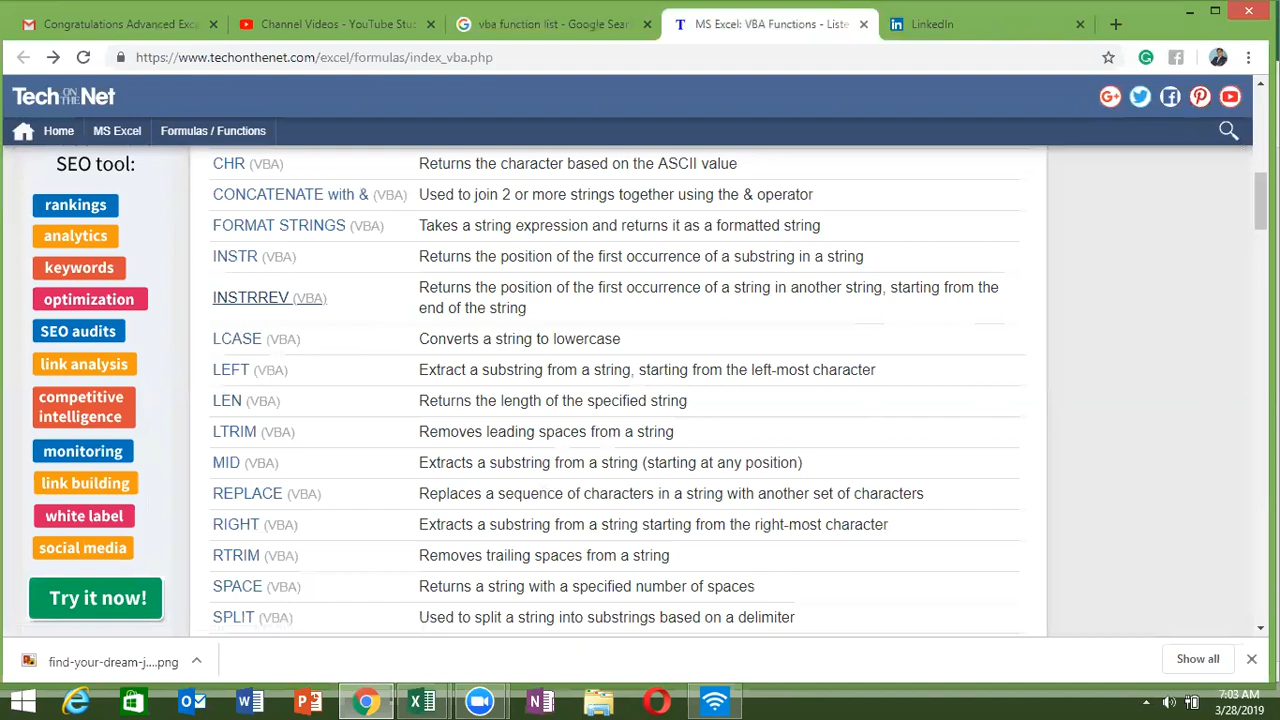 Congratulations Advanced Exce
Channel Videos - YouTube Stud
vba function list - Google Sear
MS Excel: VBA Functions - Liste
LinkedIn
https://www.techonthenet.com/excel/formulas/index_vba.php
Tech ON THE Net
Home
MS Excel
Formulas / Functions
SEO tool:
rankings
analytics
keywords
optimization
SEO audits
link analysis
competitive
intelligence
monitoring
link building
white label
social media
Try it now!
CHR (VBA) Returns the character based on the ASCII value
CONCATENATE with & (VBA) Used to join 2 or more strings together using the & operator
FORMAT STRINGS (VBA) Takes a string expression and returns it as a formatted string
INSTR (VBA) Returns the position of the first occurrence of a substring in a string
INSTRREV (VBA) Returns the position of the first occurrence of a string in another string, starting from the
end of the string
LCASE (VBA) Converts a string to lowercase
LEFT (VBA) Extract a substring from a string, starting from the left-most character
LEN (VBA) Returns the length of the specified string
LTRIM (VBA) Removes leading spaces from a string
MID (VBA) Extracts a substring from a string (starting at any position)
REPLACE (VBA) Replaces a sequence of characters in a string with another set of characters
RIGHT (VBA) Extracts a substring from a string starting from the right-most character
RTRIM (VBA) Removes trailing spaces from a string
SPACE (VBA) Returns a string with a specified number of spaces
SPLIT (VBA) Used to split a string into substrings based on a delimiter
find-your-dream-j....png
Show all
7:03 AM
3/28/2019